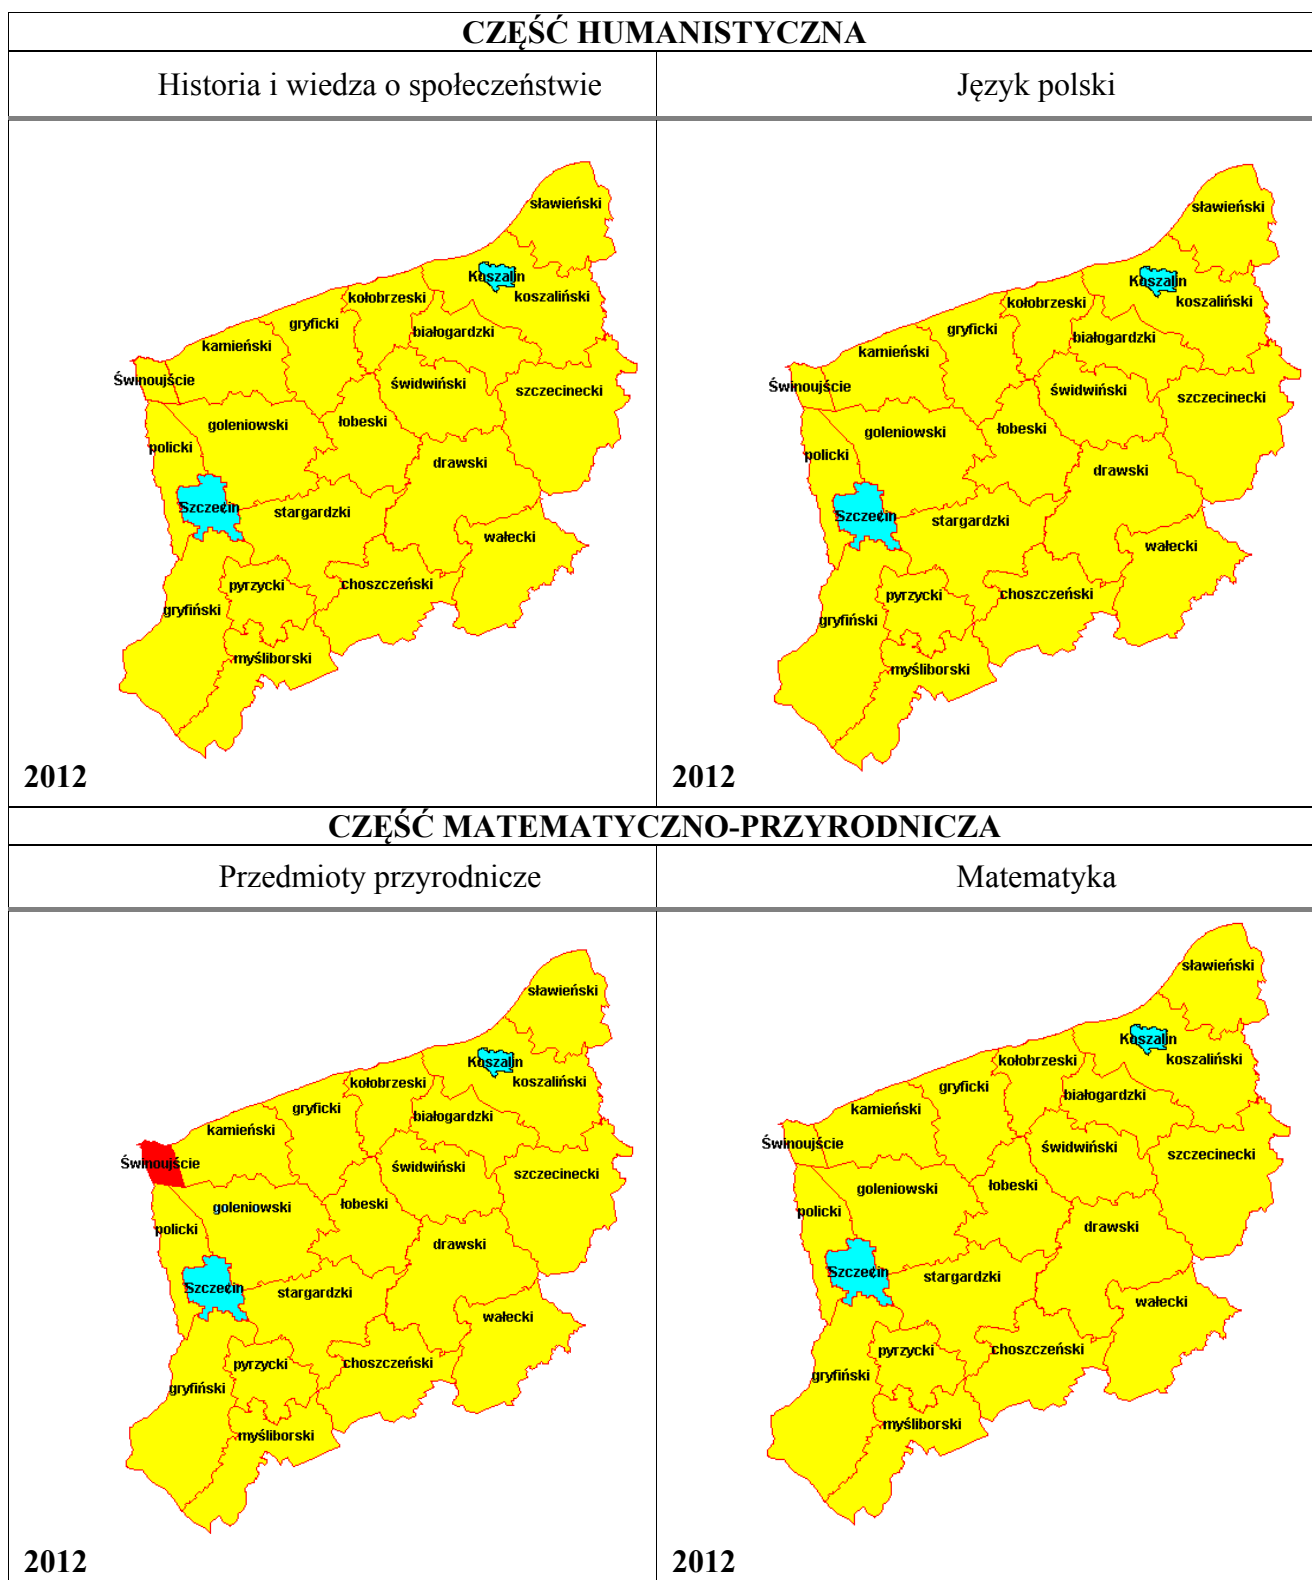 CZĘŚĆ HUMANISTYCZNA
Historia i wiedza o społeczeństwie
Język polski
sławieński
Koszalin
koszaliński
kołobrzeski
gryficki
białogardzki
kamieński
Świnoujście
świdwiński
szczecinecki
goleniowski
łobeski
policki
drawski
Szczecin
stargardzki
wałecki
pyrzycki
choszczeński
gryfiński
myśliborski
2012
sławieński
Koszalin
koszaliński
kołobrzeski
gryficki
białogardzki
kamieński
Świnoujście
świdwiński
szczecinecki
goleniowski
łobeski
policki
drawski
Szczecin
stargardzki
wałecki
pyrzycki
choszczeński
gryfiński
myśliborski
2012
CZĘŚĆ MATEMATYCZNO-PRZYRODNICZA
Przedmioty przyrodnicze
Matematyka
sławieński
Koszalin
koszaliński
kołobrzeski
gryficki
białogardzki
kamieński
Świnoujście
świdwiński
szczecinecki
goleniowski
łobeski
policki
drawski
Szczecin
stargardzki
wałecki
pyrzycki
choszczeński
gryfiński
myśliborski
2012
sławieński
Koszalin
koszaliński
kołobrzeski
gryficki
białogardzki
kamieński
Świnoujście
świdwiński
szczecinecki
goleniowski
łobeski
policki
drawski
Szczecin
stargardzki
wałecki
pyrzycki
choszczeński
gryfiński
myśliborski
2012